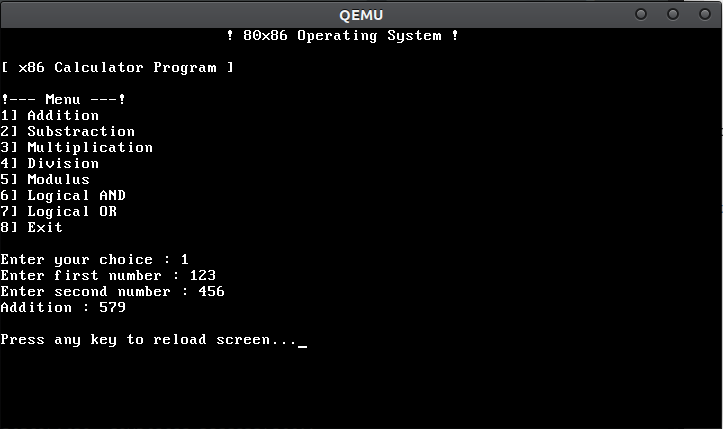 QEMU
! 80x86 Operating System !
[ x86 Calculator Program ]
!--- Menu ---!
1] Addition
2] Substraction
3] Multiplication
4] Division
5] Modulus
6] Logical AND
7] Logical OR
8] Exit
Enter your choice : 1
Enter first number : 123
Enter second number : 456
Addition : 579
Press any key to reload screen..._